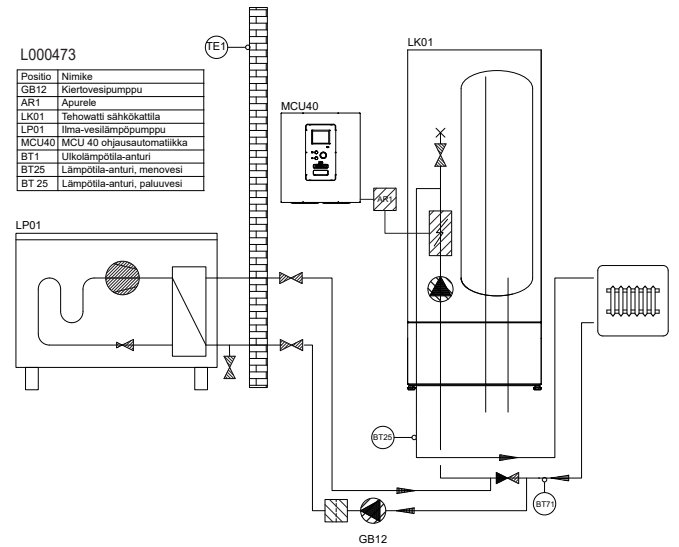 L000473
Positio Nimike
GB12 Kiertovesipumppu
AR1 Apurele
LK01 Tehowatti sähkökattila
LP01 Ilma-vesilämpöpumppu
MCU40 MCU 40 ohjausautomatiikka
BT1 Ulkolämpötila-anturi
BT25 Lämpötila-anturi, menovesi
BT 25 Lämpötila-anturi, paluuvesi
TE1
LK01
MCU40
AR1
LP01
BT25
BT71
GB12